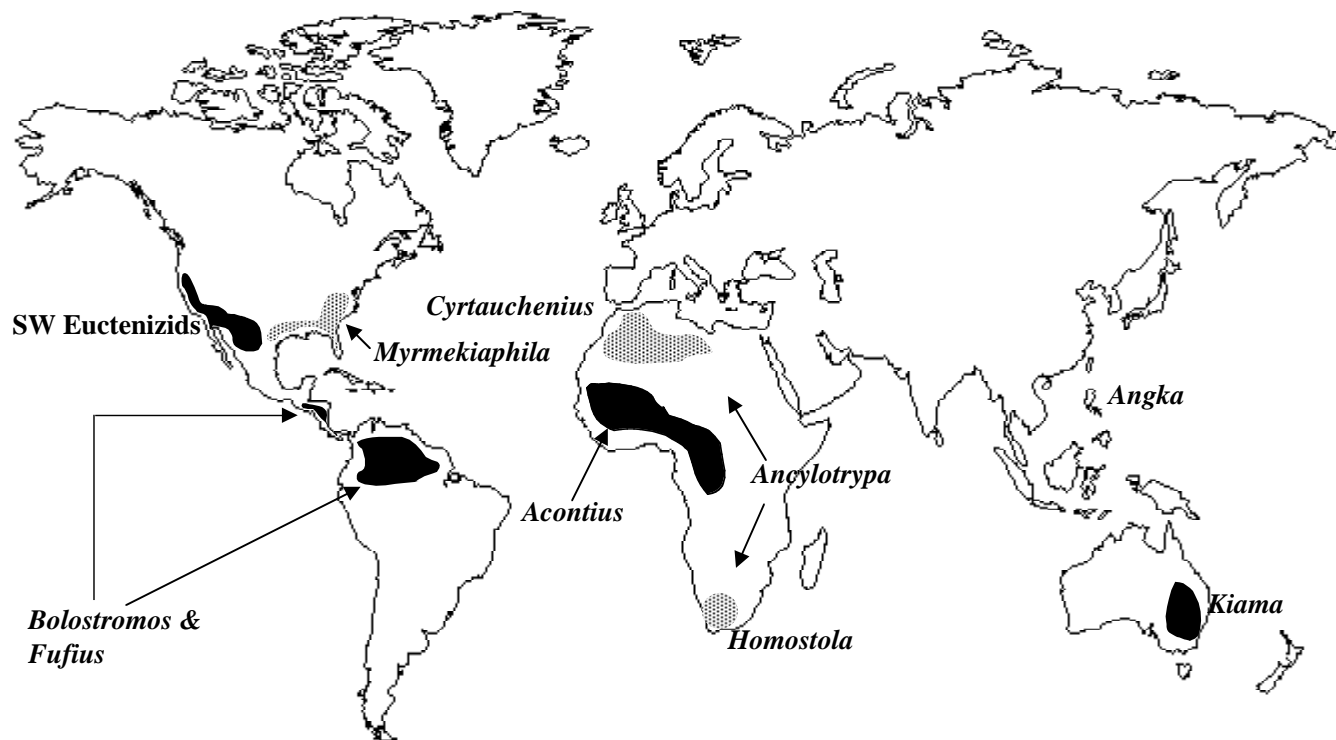 Cyrtauchenius
SW Euctenizids
Myrmekiaphila
Angka
Ancylotrypa
Acontius
Bolostromos &
Fufius
Kiama
Homostola